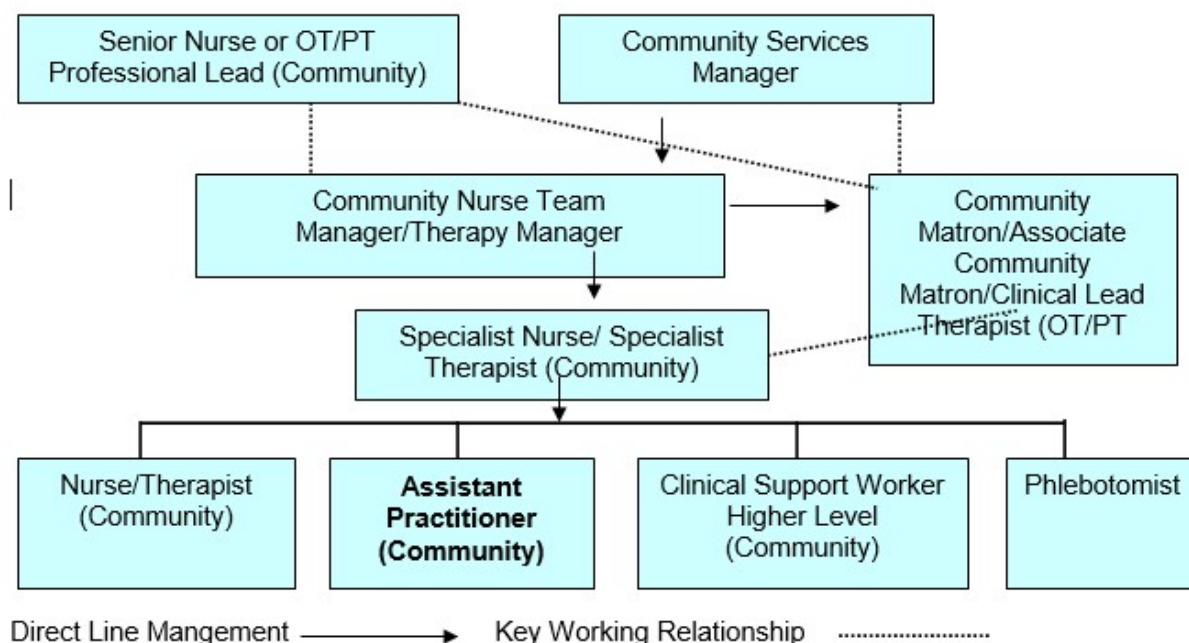 Senior Nurse or OT/PT
Professional Lead (Community)
Community Services
Manager
Community Nurse Team
Manager/Therapy Manager
Community
Matron/Associate
Community
Matron/Clinical Lead
Therapist (OT/PT
Specialist Nurse/ Specialist
Therapist (Community)
Nurse/Therapist
(Community)
Assistant
Practitioner
(Community)
Clinical Support Worker
Higher Level
(Community)
Phlebotomist
Direct Line Mangement
Key Working Relationship